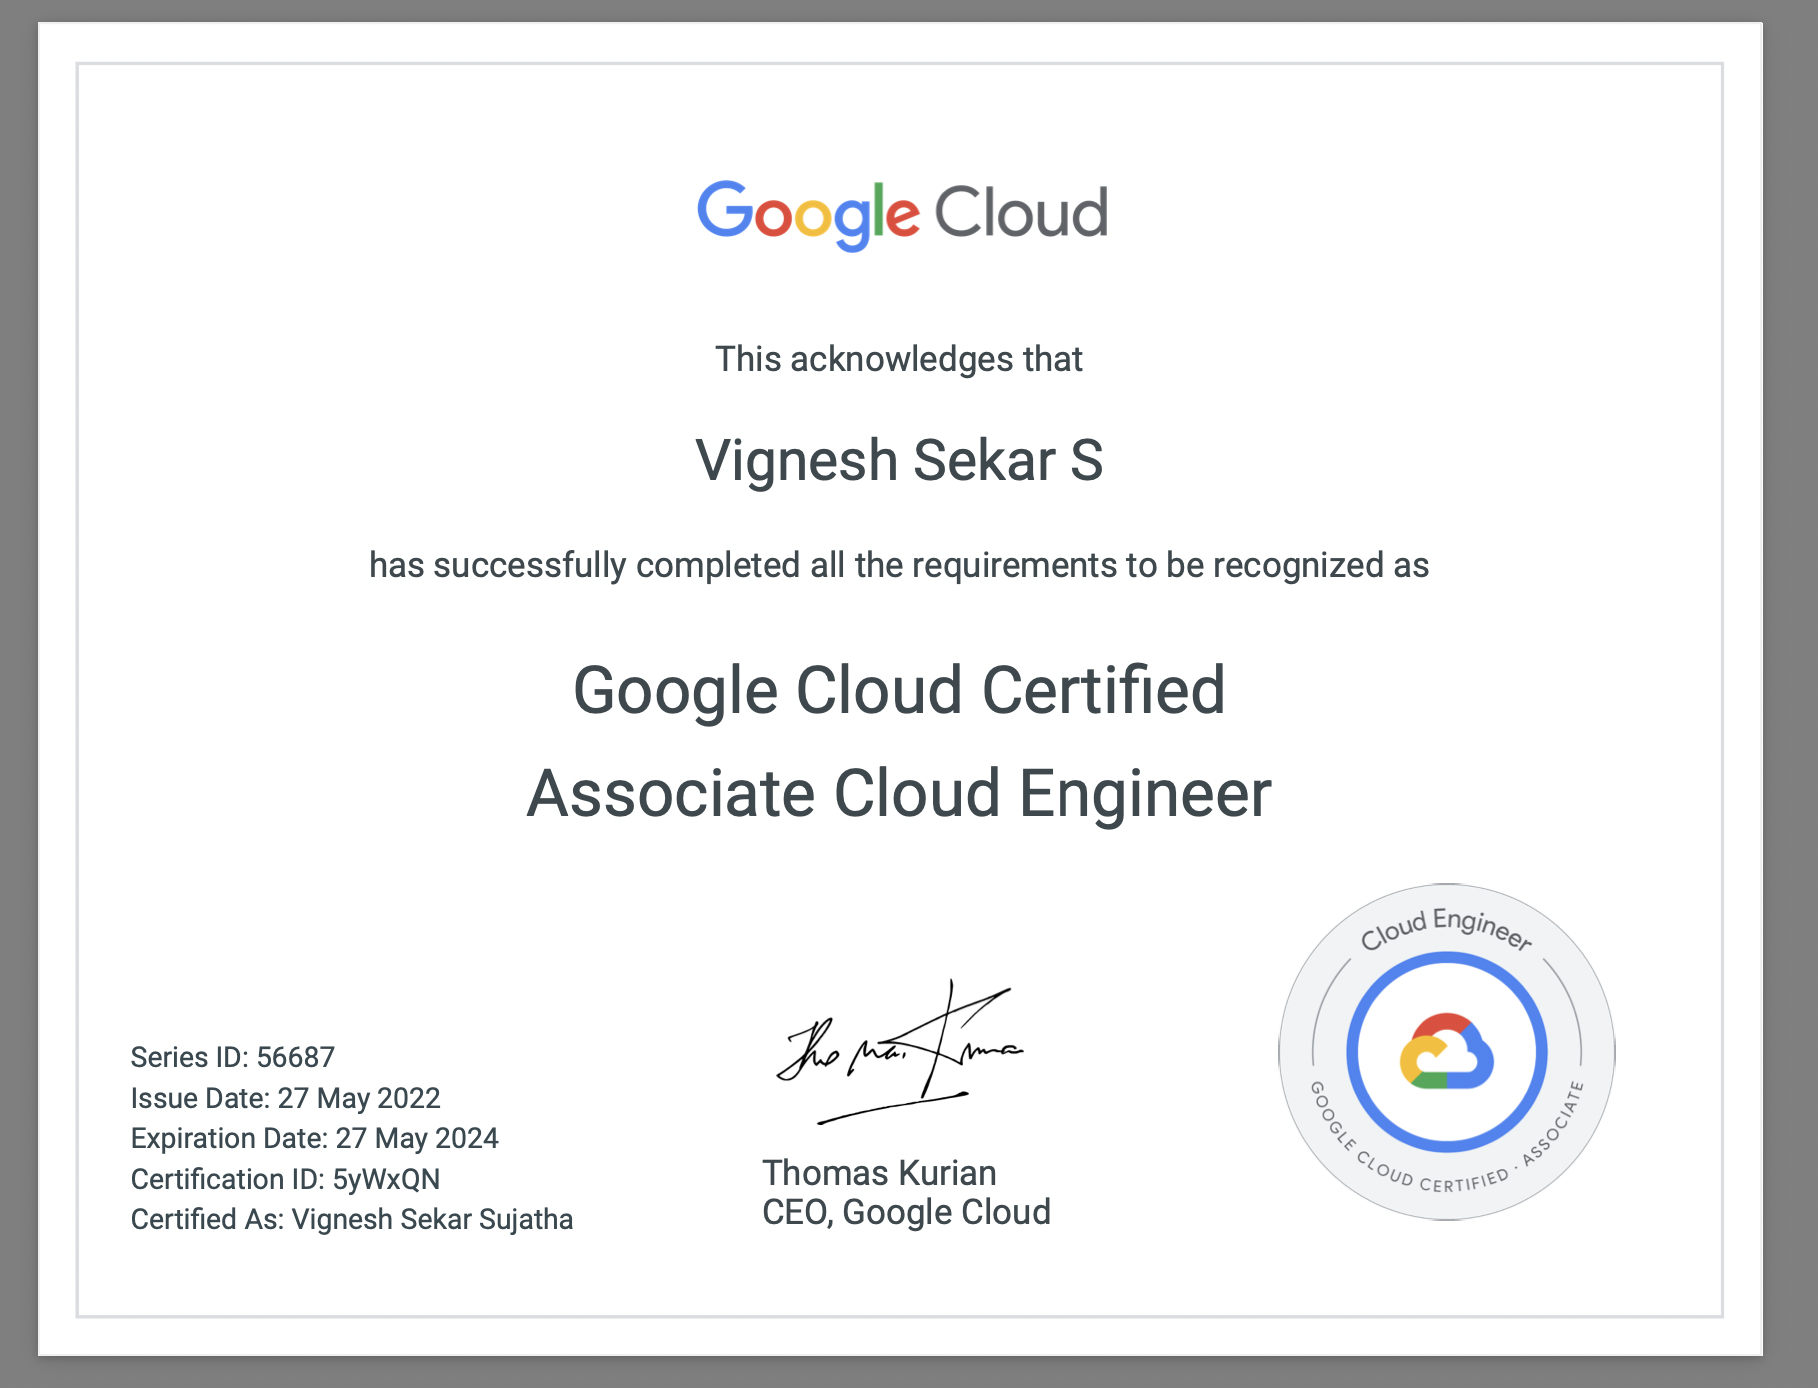 Google Cloud
This acknowledges that
Vignesh Sekar S
has successfully completed all the requirements to be recognized as
Google Cloud Certified
Associate Cloud Engineer
Series ID: 56687
Issue Date: 27 May 2022
Expiration Date: 27 May 2024
Certification ID: 5yWxQN
Certified As: Vignesh Sekar Sujatha
Thomas Kurian
CEO, Google Cloud
Cloud Engineer
GOOGLE CLOUD CERTIFIED · ASSOCIATE